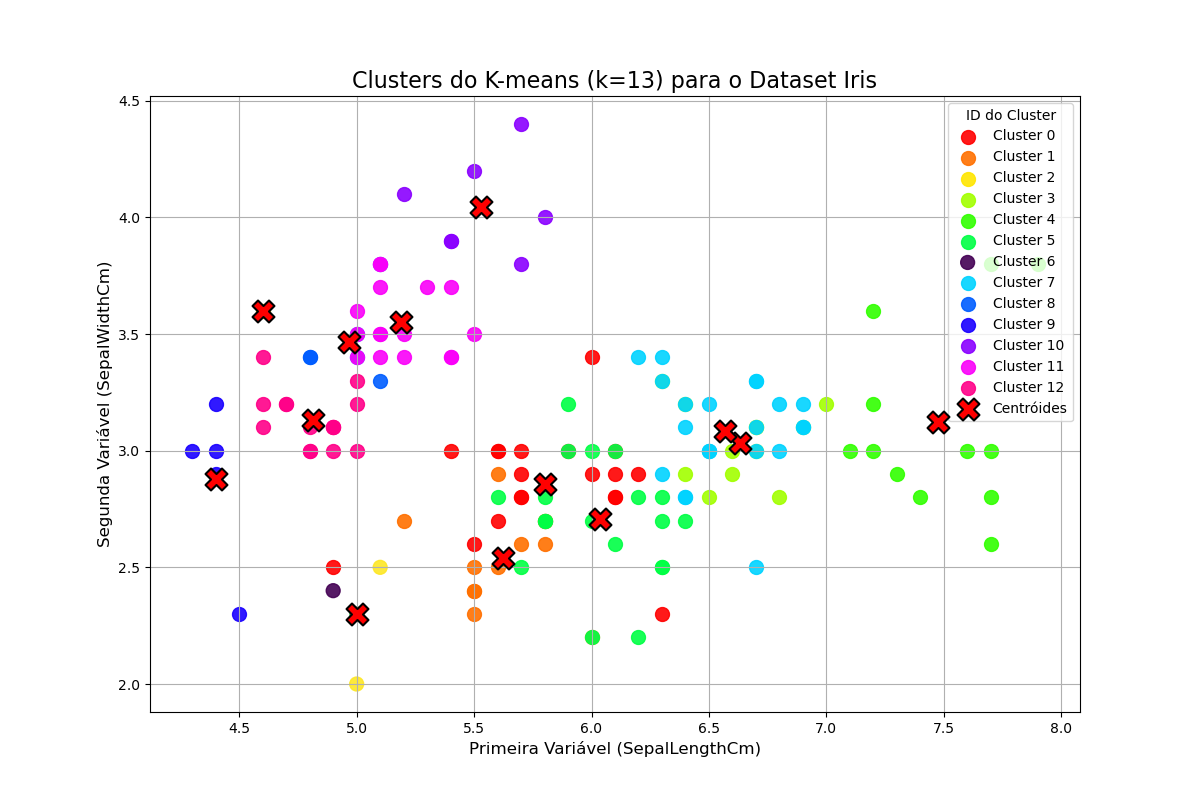 Clusters do K-means (k=13) para o Dataset Iris
4.5
4.0
3.5
3.0
2.5
2.0
Segunda Variável (SepalWidthCm)
ID do Cluster
Cluster 0
Cluster 1
Cluster 2
Cluster 3
Cluster 4
Cluster 5
Cluster 6
Cluster 7
Cluster 8
Cluster 9
Cluster 10
Cluster 11
Cluster 12
Centróides
4.5 5.0 5.5 6.0 6.5 7.0 7.5 8.0
Primeira Variável (SepalLengthCm)